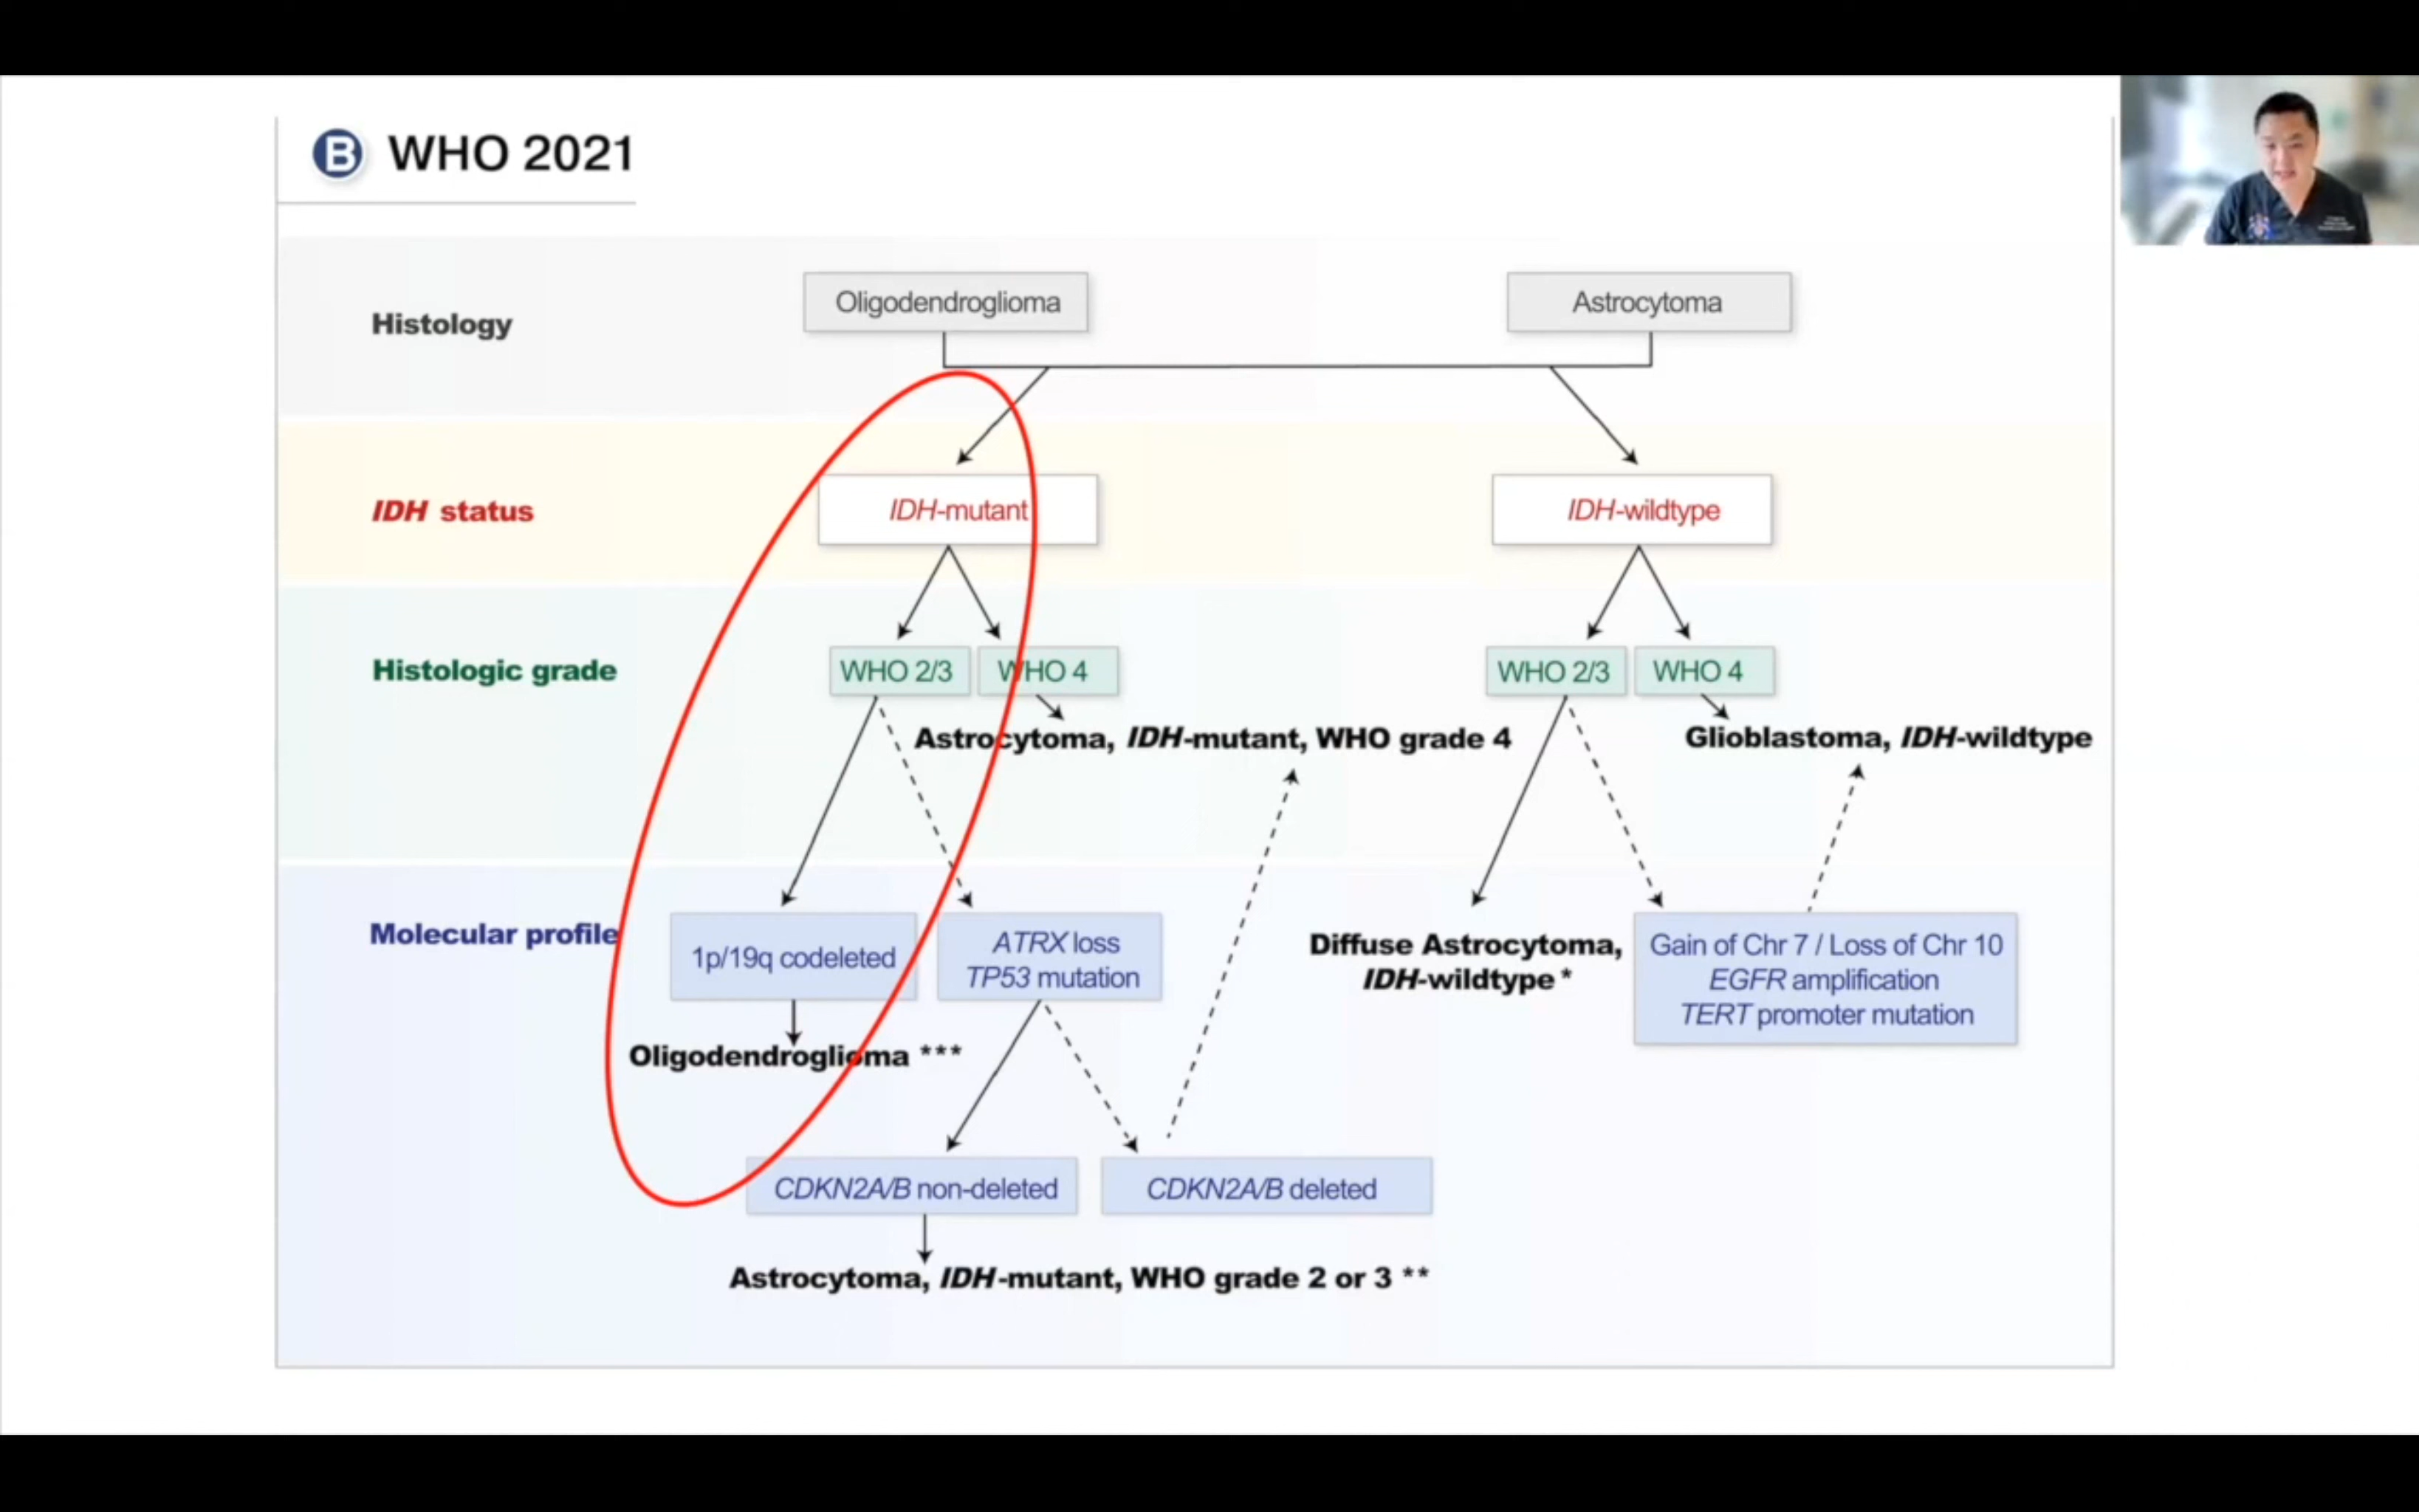 B WHO 2021
Histology
Oligodendroglioma
Astrocytoma
IDH status
IDH-mutant
IDH-wildtype
Histologic grade
WHO 2/3
WHO 4
WHO 2/3
WHO 4
Astrocytoma, IDH-mutant, WHO grade 4
Glioblastoma, IDH-wildtype
Molecular profile
1p/19q codeleted
ATRX loss
TP53 mutation
Diffuse Astrocytoma,
IDH-wildtype *
Gain of Chr 7 / Loss of Chr 10
EGFR amplification
TERT promoter mutation
Oligodendroglioma ***
CDKN2A/B non-deleted
CDKN2A/B deleted
Astrocytoma, IDH-mutant, WHO grade 2 or 3 **